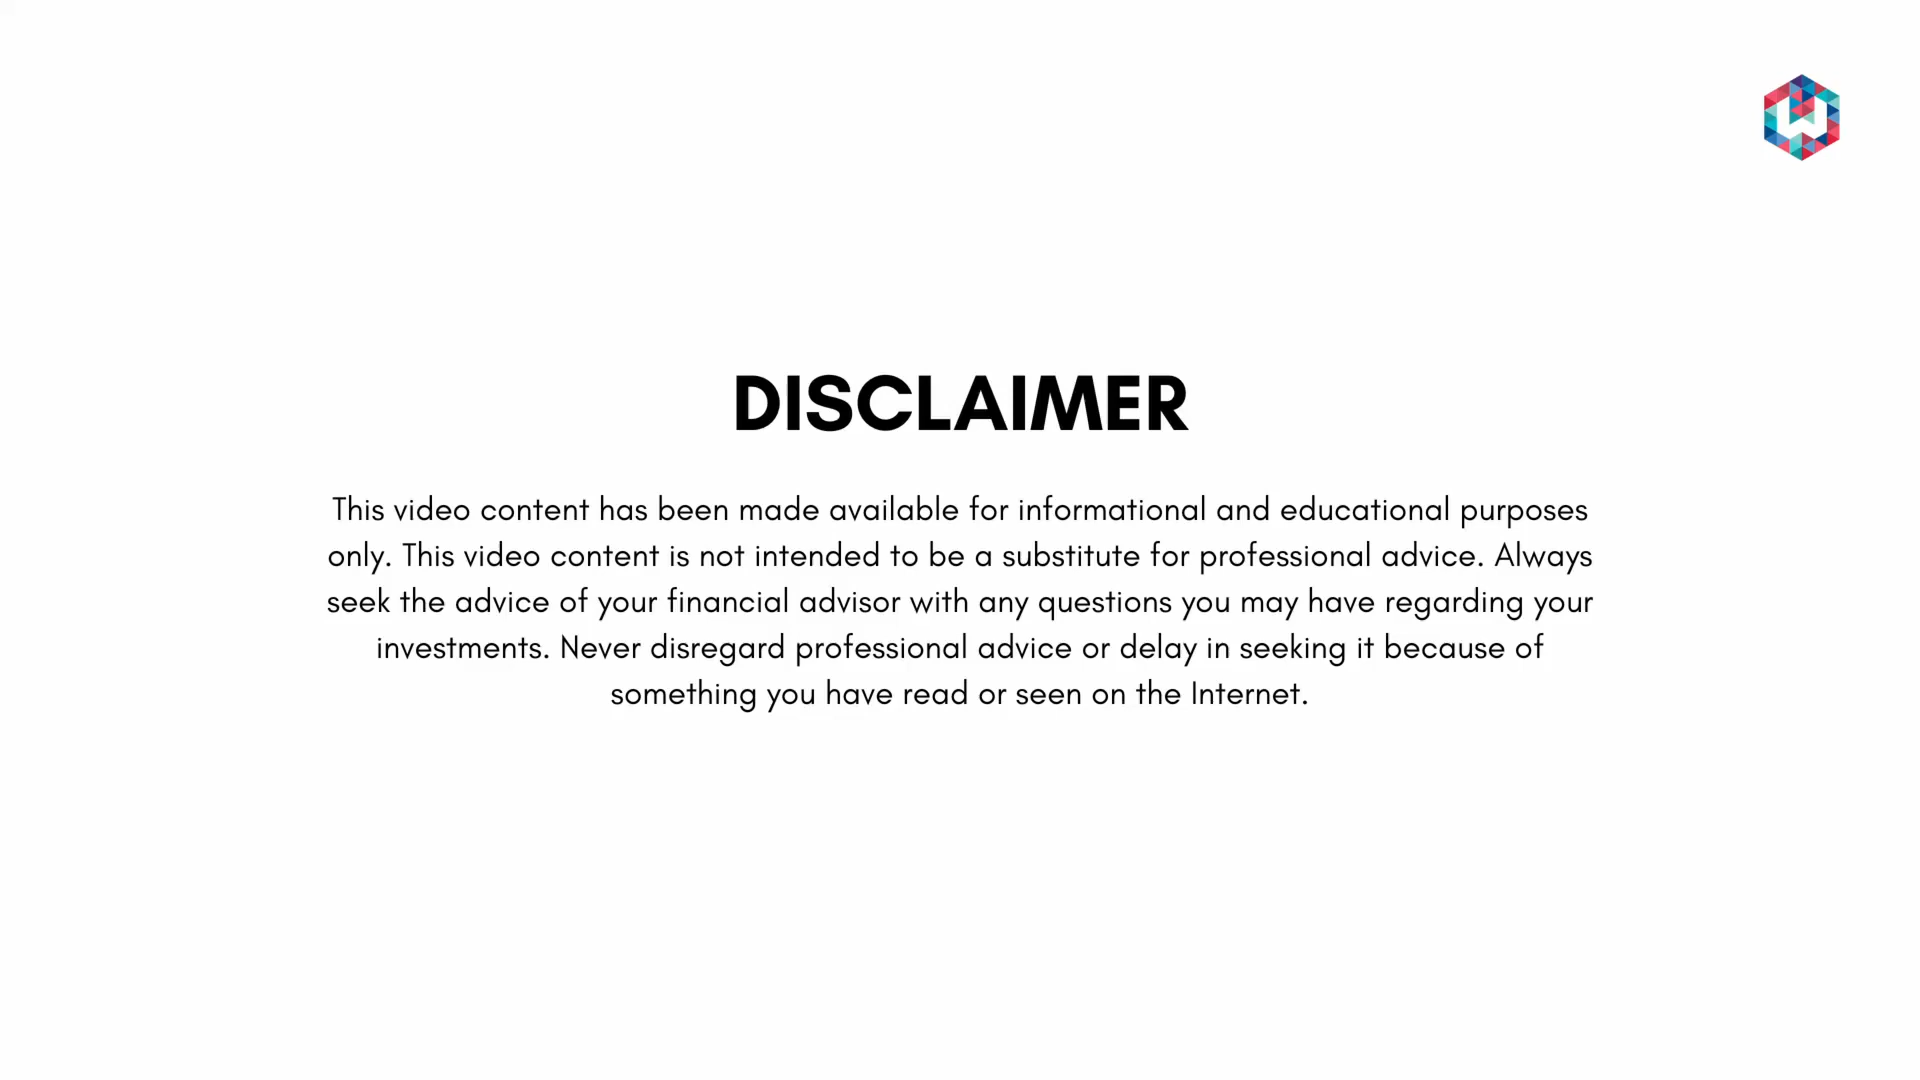 DISCLAIMER
This video content has been made available for informational and educational purposes
only. This video content is not intended to be a substitute for professional advice. Always
seek the advice of your financial advisor with any questions you may have regarding your
investments. Never disregard professional advice or delay in seeking it because of
something you have read or seen on the Internet.